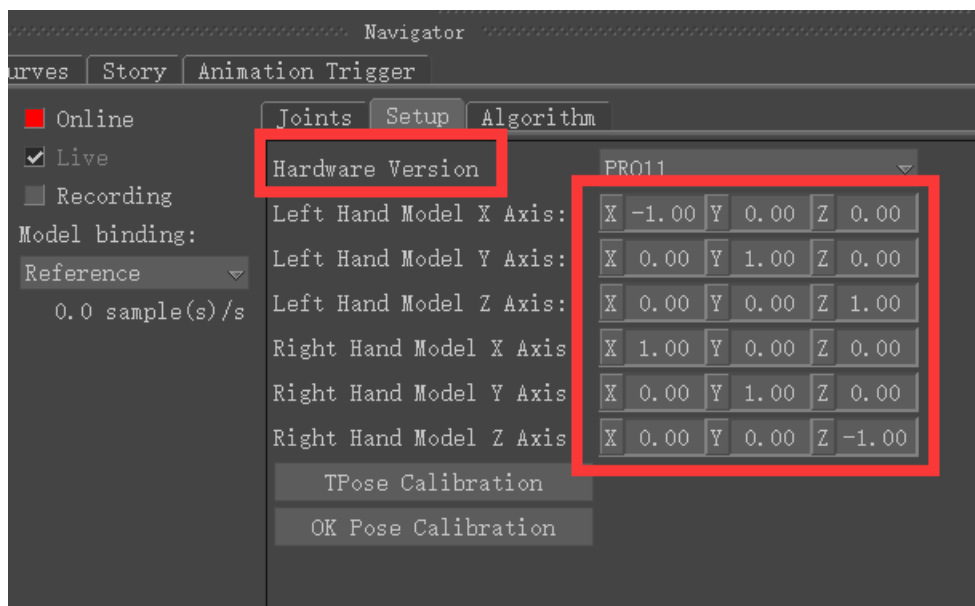 Navigator
urves Story Animation Trigger
Online
Live
Recording
Model binding:
Reference
0.0 sample(s)/s
Joints Setup Algorithm
Hardware Version PRO11
Left Hand Model X Axis: X -1.00 Y 0.00 Z 0.00
Left Hand Model Y Axis: X 0.00 Y 1.00 Z 0.00
Left Hand Model Z Axis: X 0.00 Y 0.00 Z 1.00
Right Hand Model X Axis X 1.00 Y 0.00 Z 0.00
Right Hand Model Y Axis X 0.00 Y 1.00 Z 0.00
Right Hand Model Z Axis X 0.00 Y 0.00 Z -1.00
TPose Calibration
OK Pose Calibration